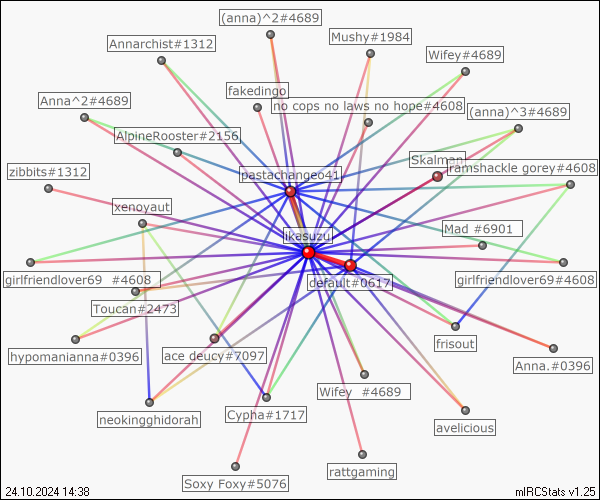 (anna)^2#4689
Mushy#1984
Annarchist#1312
Wifey#4689
fakedingo
Anna^2#4689
no cops no laws no hope#4608
(anna)^3#4689
AlpineRooster#2156
Skalman
zibbits#1312
pastachangeo41
ramshackle gorey#4608
xenoyaut
Mad #6901
ikasuzu
girlfriendlover69 #4608
default#0617
girlfriendlover69#4608
Toucan#2473
frisout
hypomanianna#0396
ace deucy#7097
Anna.#0396
Wifey #4689
neokingghidorah
Cypha#1717
avelicious
Soxy Foxy#5076
rattgaming
24.10.2024 14:38
mIRCStats v1.25